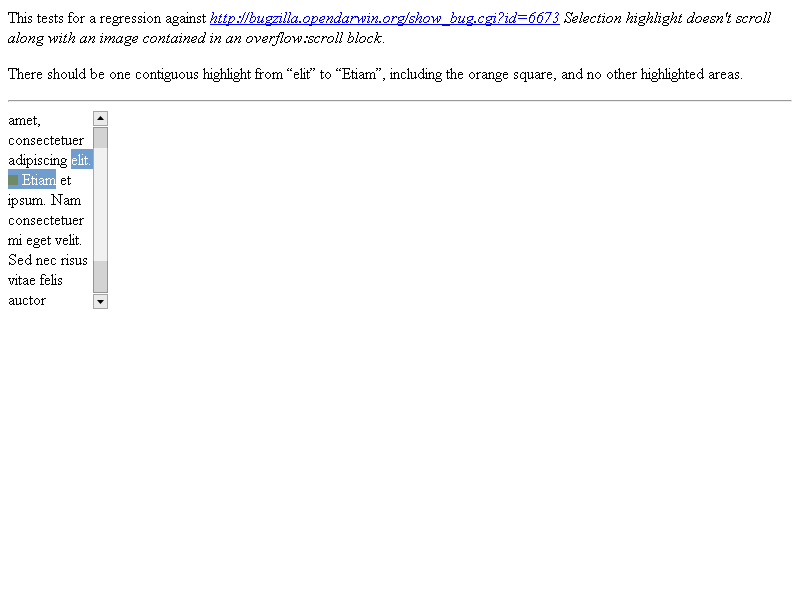 This tests for a regression against http://bugzilla.opendarwin.org/show_bug.cgi?id=6673 Selection highlight doesn't scroll
along with an image contained in an overflow:scroll block.
There should be one contiguous highlight from “elit” to “Etiam”, including the orange square, and no other highlighted areas.
amet,
consectetuer
adipiscing elit.
Etiam et
ipsum. Nam
consectetuer
mi eget velit.
Sed nec risus
vitae felis
auctor